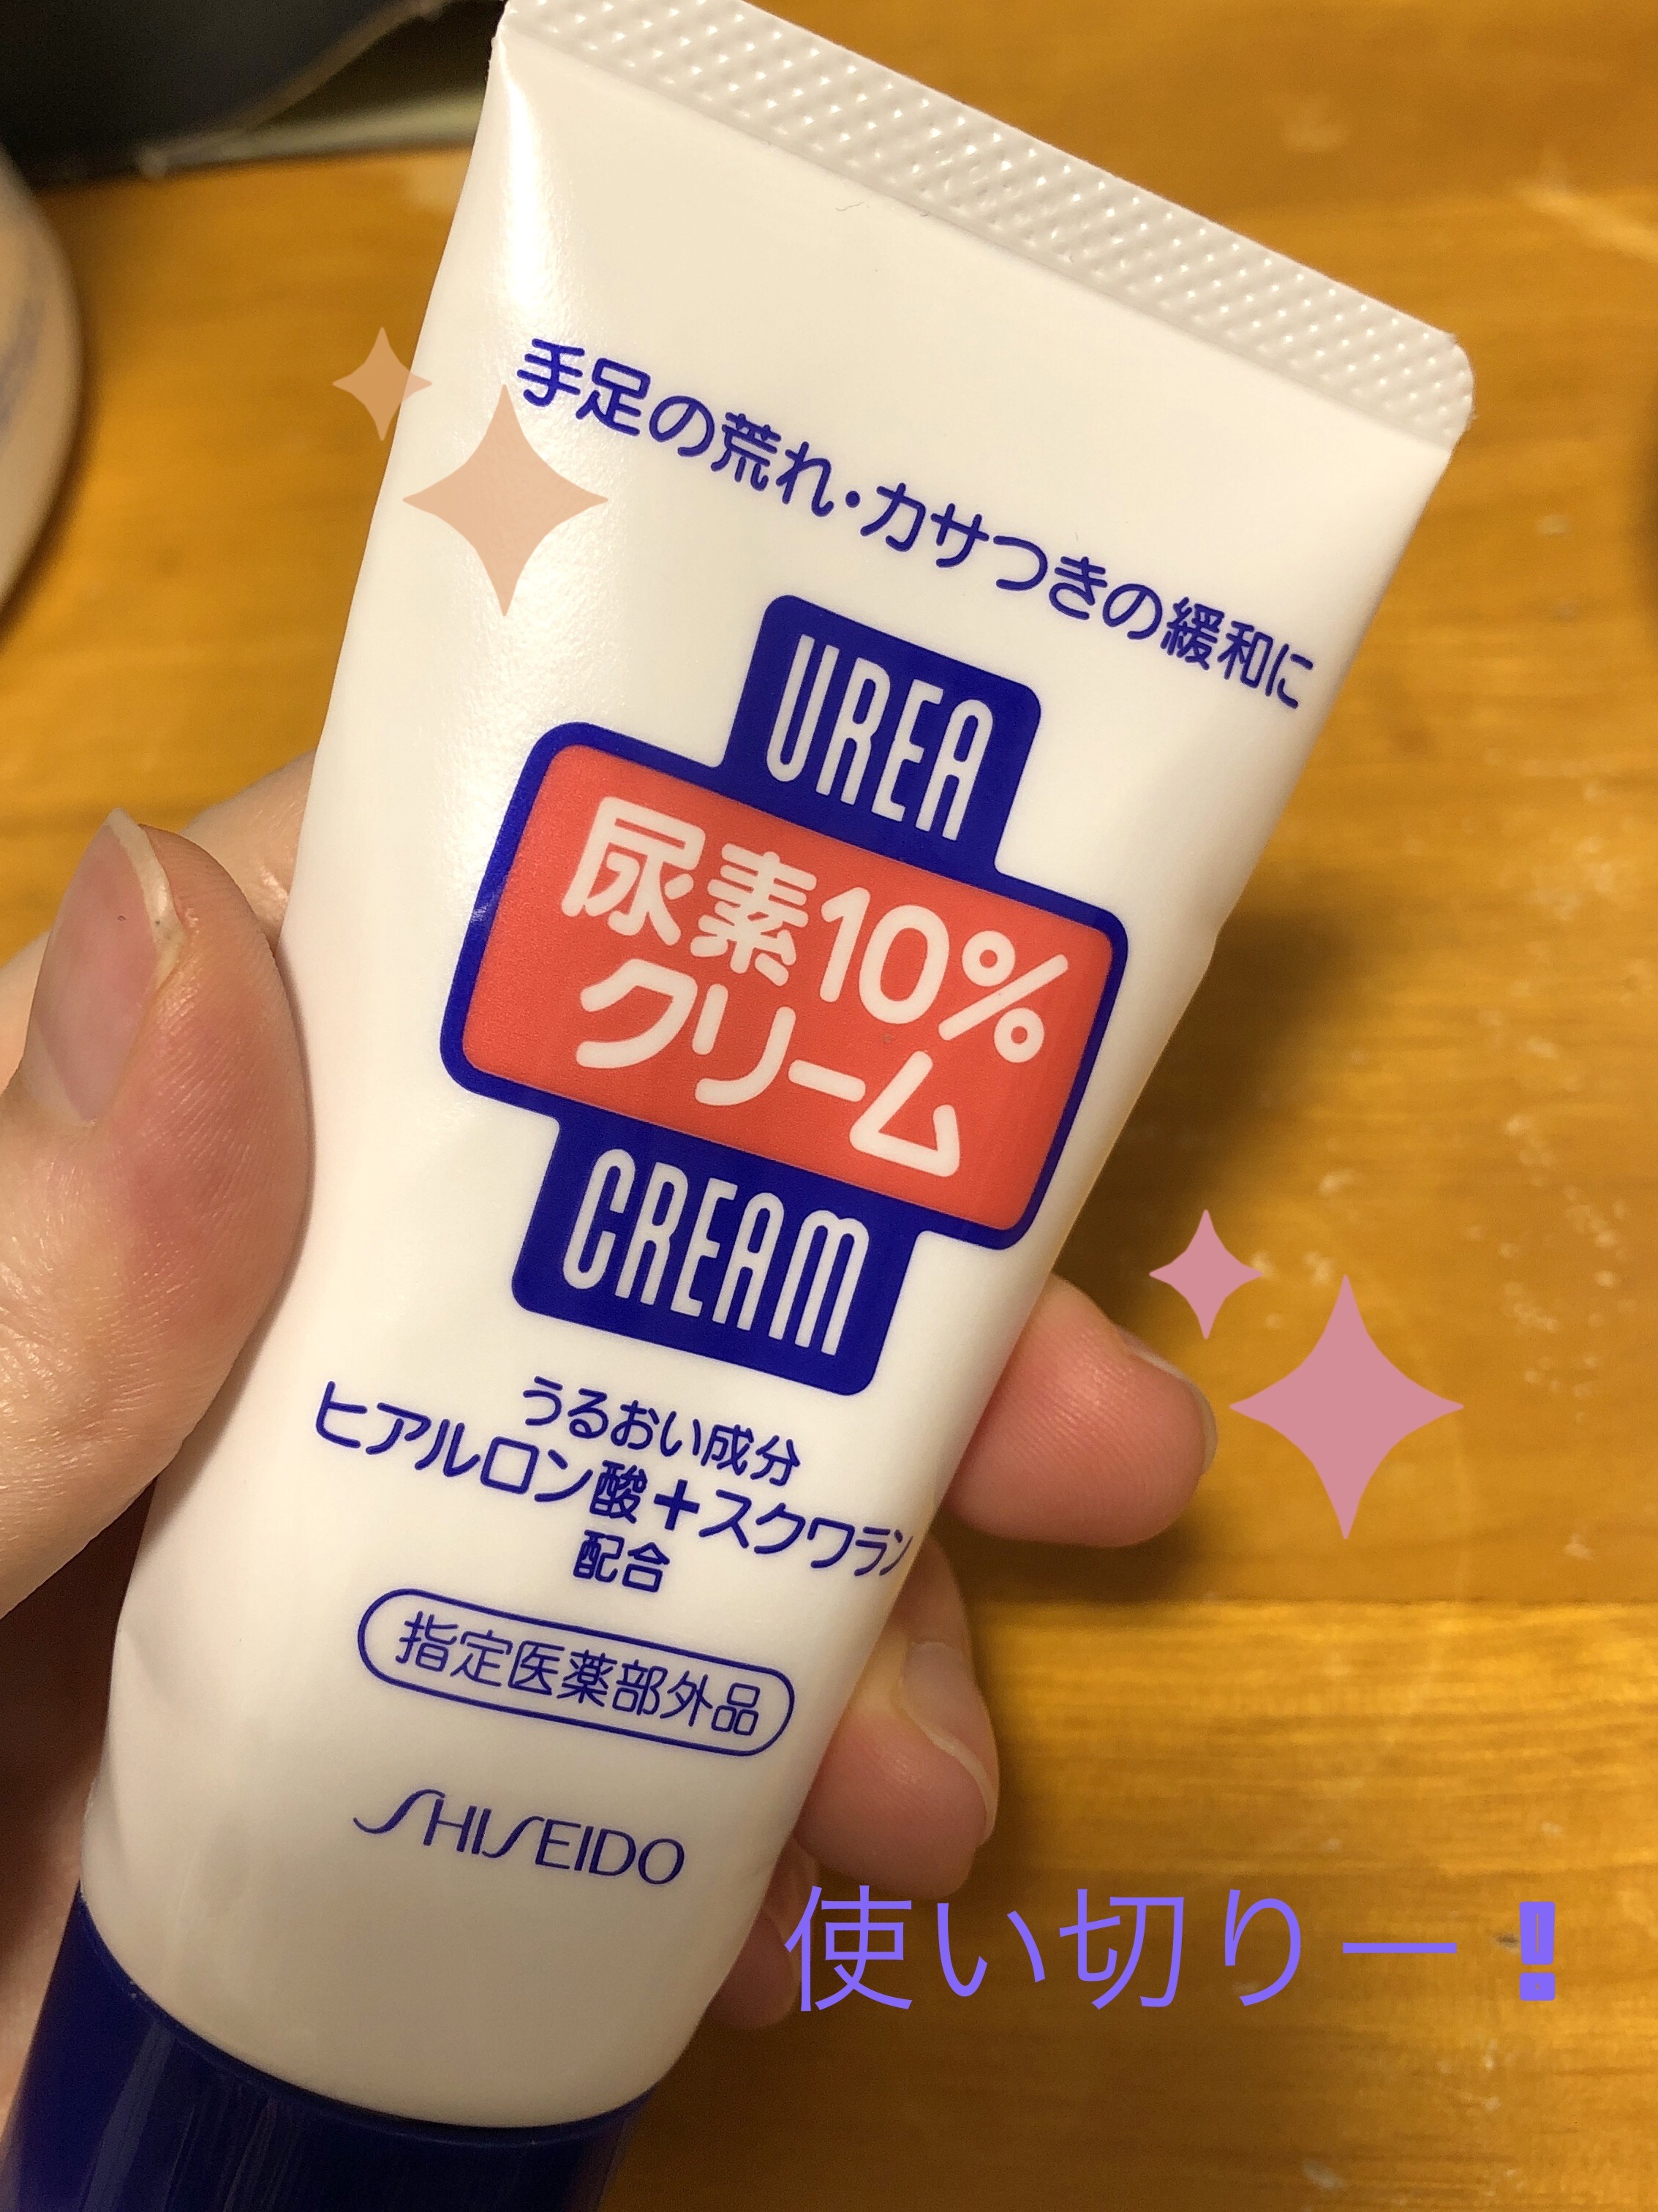 手足の荒れ・カサつきの緩和に
UREA
尿素10%
クリーム
CREAM
うるおい成分
ヒアルロン酸+スクワラン
配合
指定医薬部外品
SHISEIDO
使い切りー！